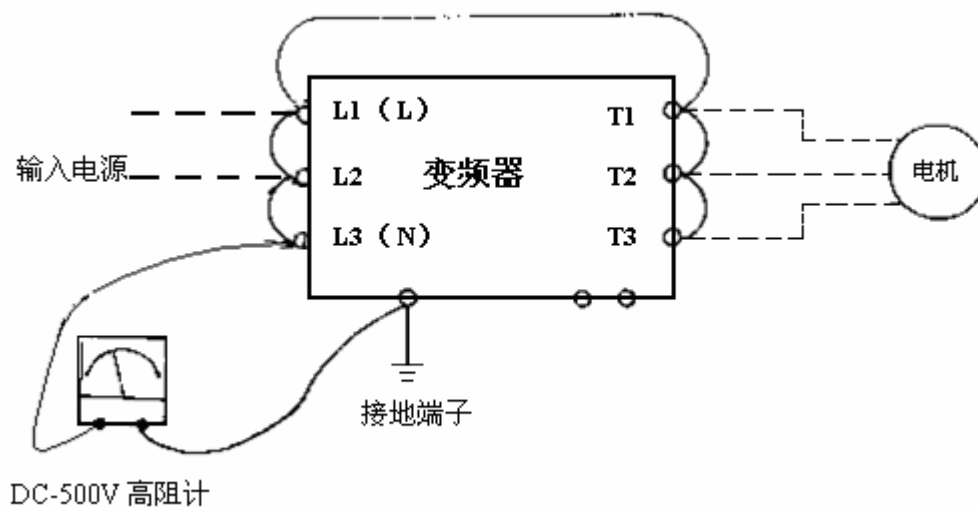 L1（L）
T1
输入电源
L2
变频器
T2
电机
L3（N）
T3
接地端子
DC-500V 高阻计